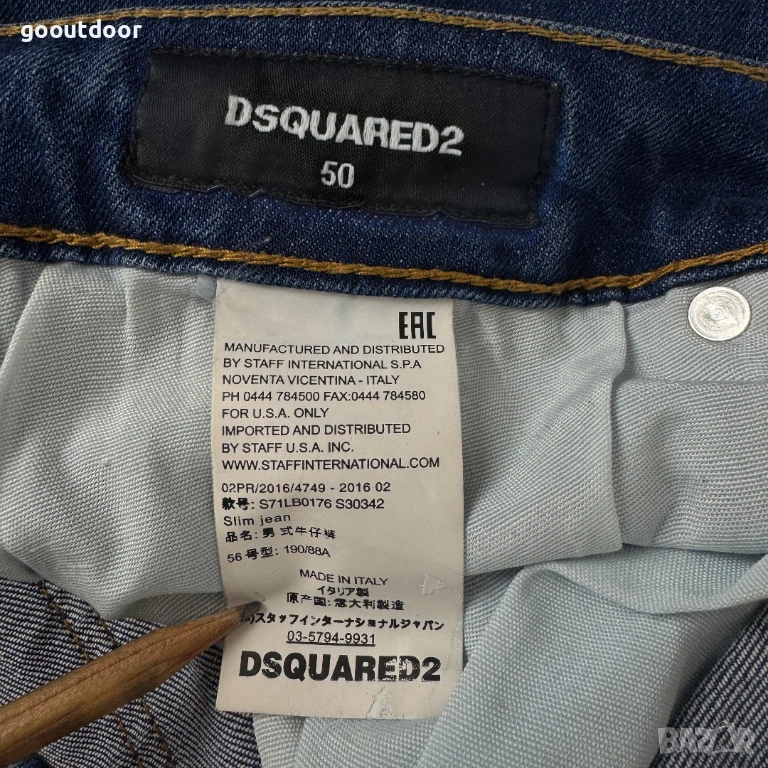 gooutdoor
DSQUARED2
50
EAC
MANUFACTURED AND DISTRIBUTED
BY STAFF INTERNATIONAL S.P.A
NOVENTA VICENTINA - ITALY
PH 0444 784500 FAX:0444 784580
FOR U.S.A. ONLY
IMPORTED AND DISTRIBUTED
BY STAFF U.S.A. INC.
WWW.STAFFINTERNATIONAL.COM
02PR/2016/4749 - 2016 02
款号: S71LB0176 S30342
Slim jean
品名: 男式牛仔裤
56 号型: 190/88A
MADE IN ITALY
イタリア製
原产国:意大利製造
スタッフインターナショナルジャパン
03-5794-9931
DSQUARED2
BAZAR